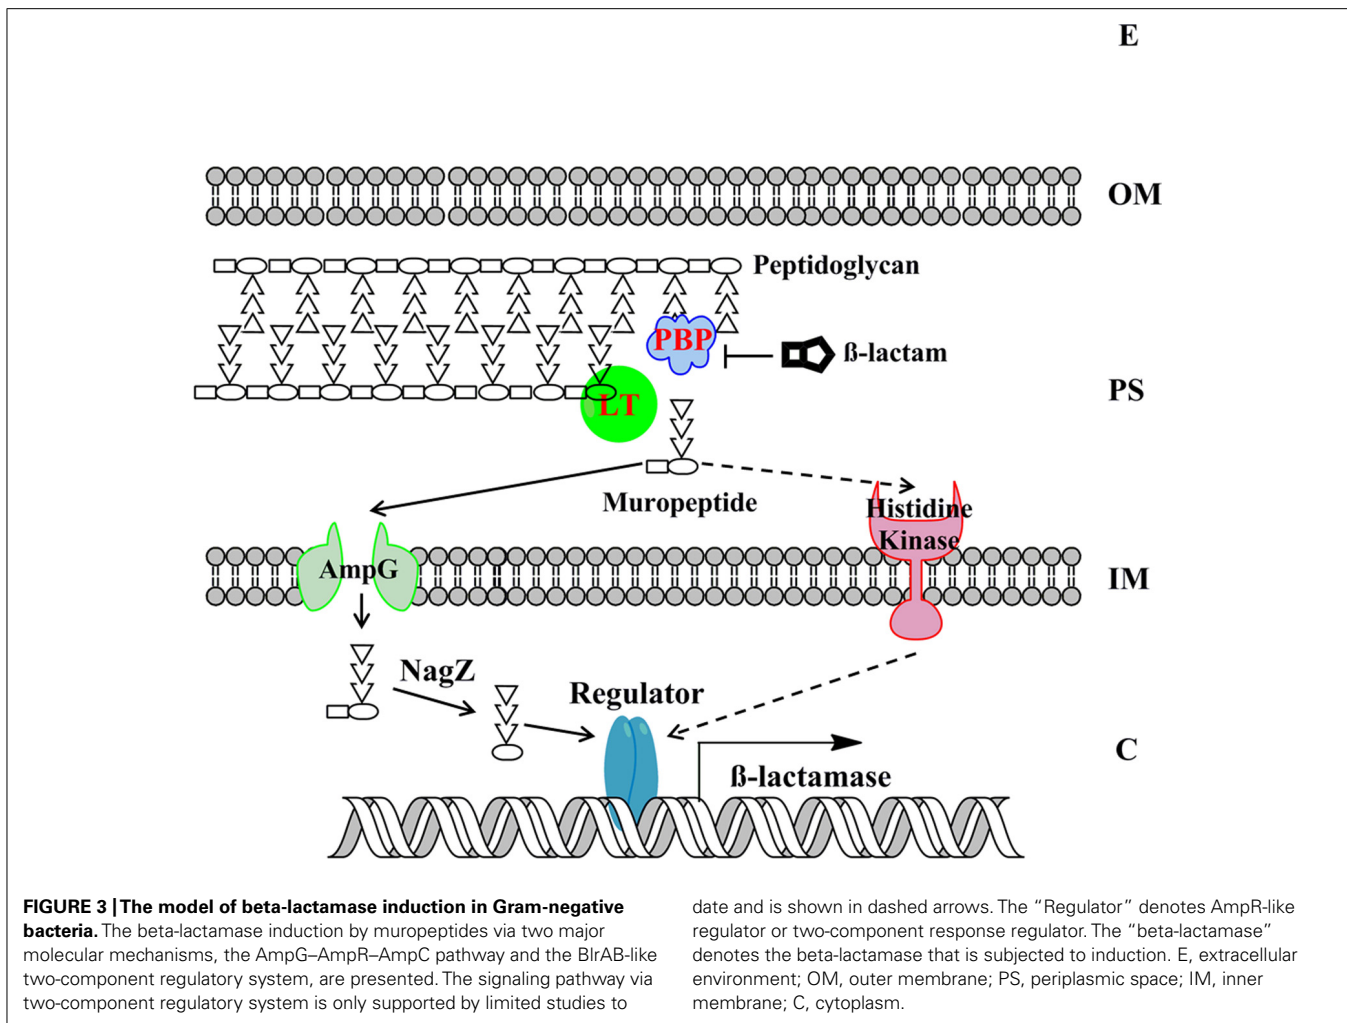 E
OM
Peptidoglycan
PBP
ß-lactam
PS
LT
Muropeptide
Histidine
Kinase
AmpG
IM
NagZ
Regulator
C
ß-lactamase
FIGURE 3 | The model of beta-lactamase induction in Gram-negative
bacteria. The beta-lactamase induction by muropeptides via two major
molecular mechanisms, the AmpG–AmpR–AmpC pathway and the BlrAB-like
two-component regulatory system, are presented. The signaling pathway via
two-component regulatory system is only supported by limited studies to
date and is shown in dashed arrows. The “Regulator” denotes AmpR-like
regulator or two-component response regulator. The “beta-lactamase”
denotes the beta-lactamase that is subjected to induction. E, extracellular
environment; OM, outer membrane; PS, periplasmic space; IM, inner
membrane; C, cytoplasm.